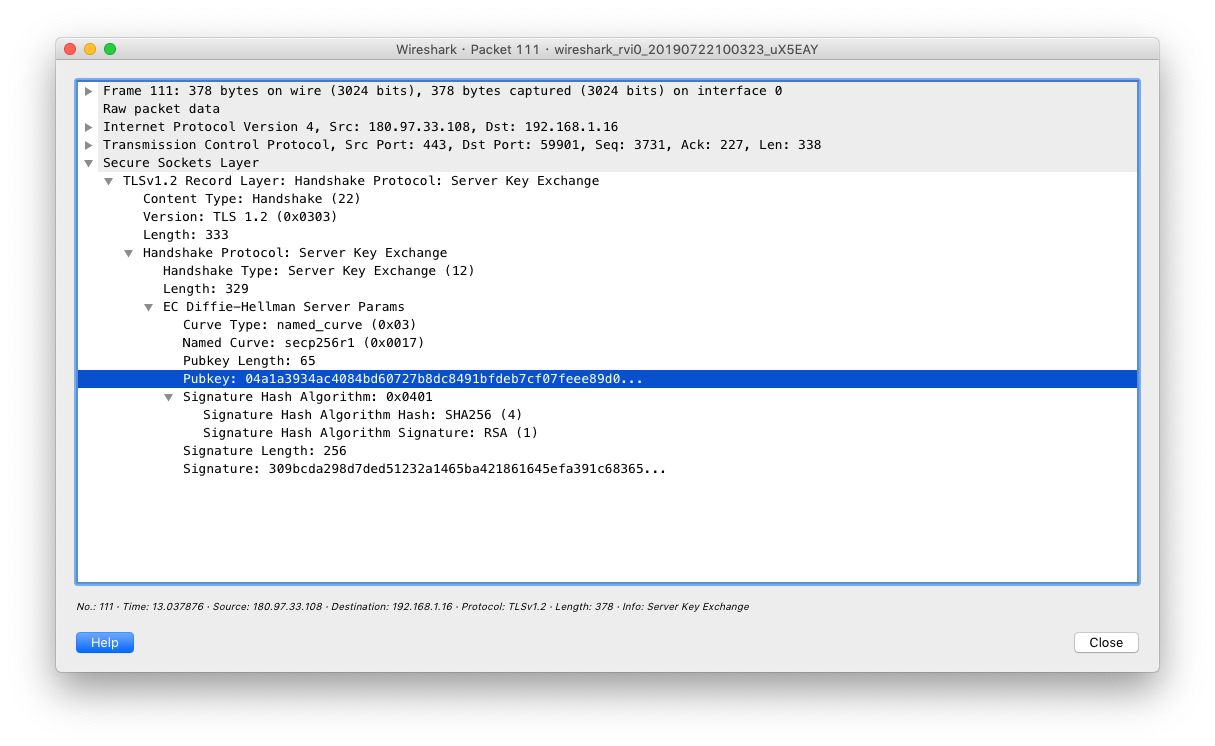 Wireshark · Packet 111 · wireshark_rvi0_20190722100323_uX5EAY
Frame 111: 378 bytes on wire (3024 bits), 378 bytes captured (3024 bits) on interface 0
Raw packet data
Internet Protocol Version 4, Src: 180.97.33.108, Dst: 192.168.1.16
Transmission Control Protocol, Src Port: 443, Dst Port: 59901, Seq: 3731, Ack: 227, Len: 338
Secure Sockets Layer
TLSv1.2 Record Layer: Handshake Protocol: Server Key Exchange
Content Type: Handshake (22)
Version: TLS 1.2 (0x0303)
Length: 333
Handshake Protocol: Server Key Exchange
Handshake Type: Server Key Exchange (12)
Length: 329
EC Diffie-Hellman Server Params
Curve Type: named_curve (0x03)
Named Curve: secp256r1 (0x0017)
Pubkey Length: 65
Pubkey: 04a1a3934ac4084bd60727b8dc8491bfdeb7cf07feee89d0...
Signature Hash Algorithm: 0x0401
Signature Hash Algorithm Hash: SHA256 (4)
Signature Hash Algorithm Signature: RSA (1)
Signature Length: 256
Signature: 309bcda298d7ded51232a1465ba421861645efa391c68365...
No.: 111 · Time: 13.037876 · Source: 180.97.33.108 · Destination: 192.168.1.16 · Protocol: TLSv1.2 · Length: 378 · Info: Server Key Exchange
Help
Close